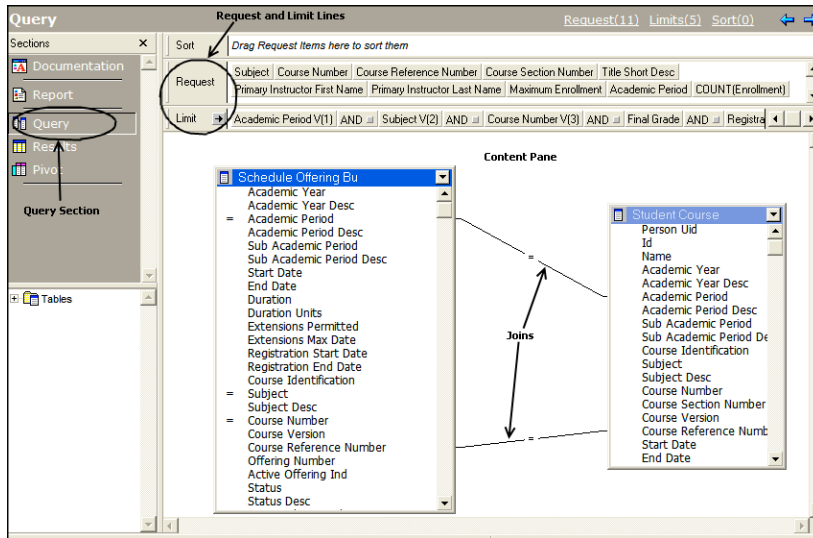 Query
Request and Limit Lines
Request(11) Limits(5) Sort(0)
Sections
Documentation
Report
Query
Results
Pivot
Query Section
Tables
Sort Drag Request Items here to sort them
Request
Subject Course Number Course Reference Number Course Section Number Title Short Desc
Primary Instructor First Name Primary Instructor Last Name Maximum Enrollment Academic Period COUNT(Enrollment)
Limit Academic Period V(1) AND Subject V(2) AND Course Number V(3) AND Final Grade AND Registra
Content Pane
Schedule Offering Bu
Academic Year
Academic Year Desc
= Academic Period
Academic Period Desc
Sub Academic Period
Sub Academic Period Desc
Start Date
End Date
Duration
Duration Units
Extensions Permitted
Extensions Max Date
Registration Start Date
Registration End Date
Course Identification
= Subject
Subject Desc
= Course Number
Course Version
Course Reference Number
Offering Number
Active Offering Ind
Status
Status Desc
=
Joins
=
Student Course
Person Uid
Id
Name
Academic Year
Academic Year Desc
Academic Period
Academic Period Desc
Sub Academic Period
Sub Academic Period De
Course Identification
Subject
Subject Desc
Course Number
Course Section Number
Course Version
Course Reference Numb
Start Date
End Date